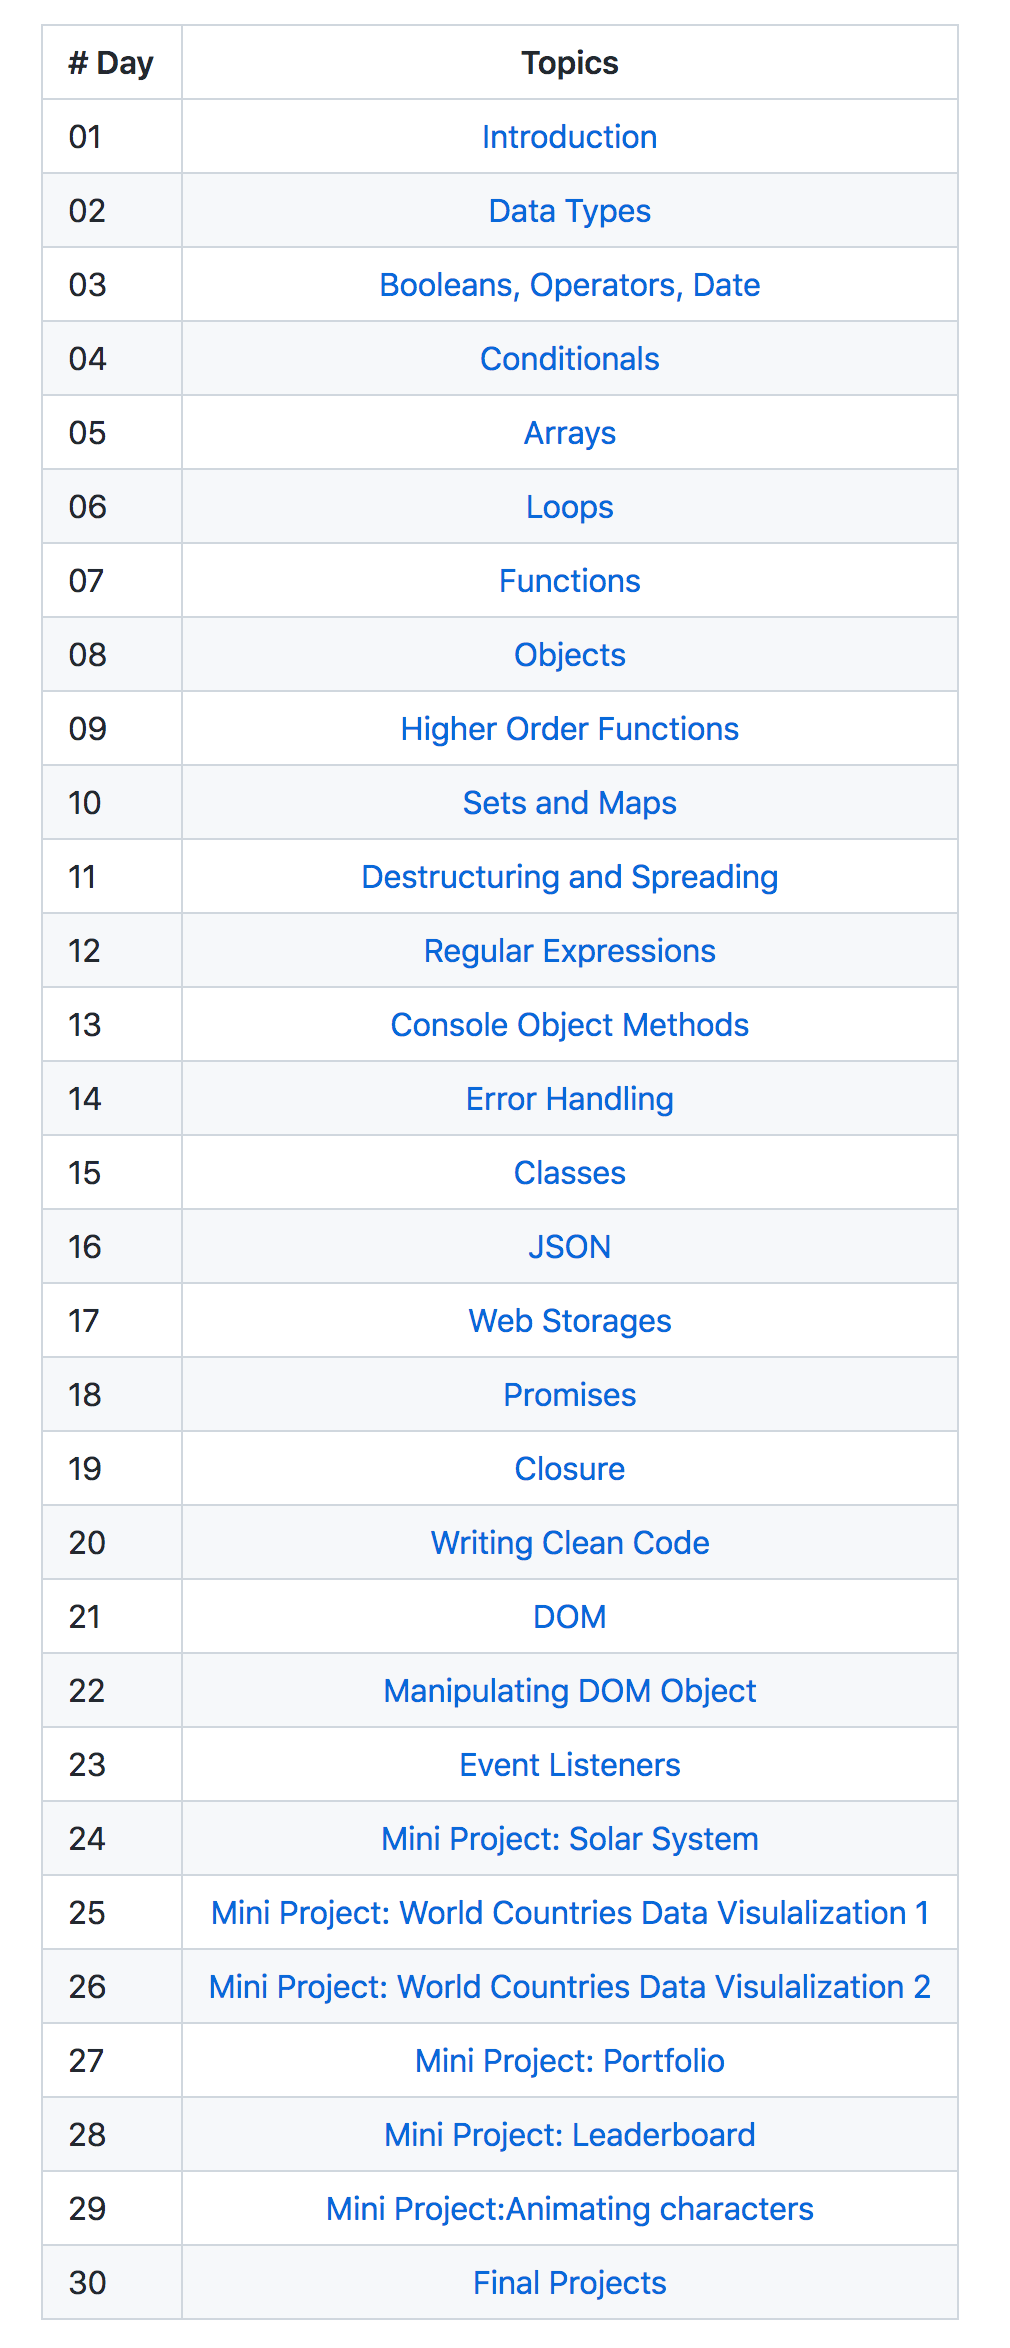 # Day Topics
01 Introduction
02 Data Types
03 Booleans, Operators, Date
04 Conditionals
05 Arrays
06 Loops
07 Functions
08 Objects
09 Higher Order Functions
10 Sets and Maps
11 Destructuring and Spreading
12 Regular Expressions
13 Console Object Methods
14 Error Handling
15 Classes
16 JSON
17 Web Storages
18 Promises
19 Closure
20 Writing Clean Code
21 DOM
22 Manipulating DOM Object
23 Event Listeners
24 Mini Project: Solar System
25 Mini Project: World Countries Data Visulalization 1
26 Mini Project: World Countries Data Visulalization 2
27 Mini Project: Portfolio
28 Mini Project: Leaderboard
29 Mini Project:Animating characters
30 Final Projects